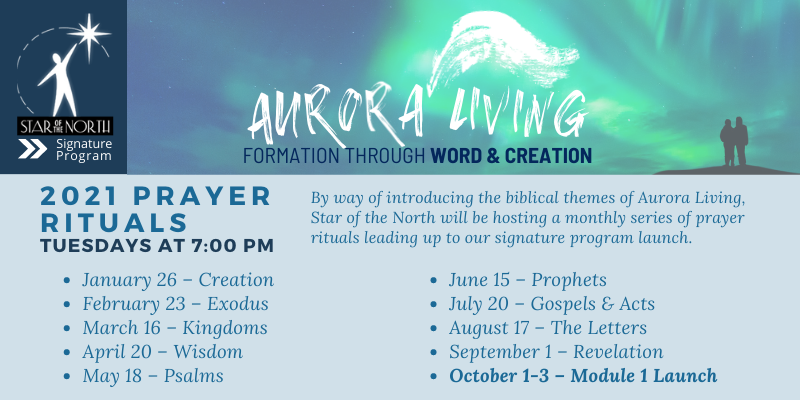 STAR OF THE NORTH
Signature
Program
AURORA LIVING
FORMATION THROUGH WORD & CREATION
2021 PRAYER
RITUALS
TUESDAYS AT 7:00 PM
By way of introducing the biblical themes of Aurora Living,
Star of the North will be hosting a monthly series of prayer
rituals leading up to our signature program launch.
• January 26 – Creation
• February 23 – Exodus
• March 16 – Kingdoms
• April 20 – Wisdom
• May 18 – Psalms
• June 15 – Prophets
• July 20 – Gospels & Acts
• August 17 – The Letters
• September 1 – Revelation
• October 1-3 – Module 1 Launch